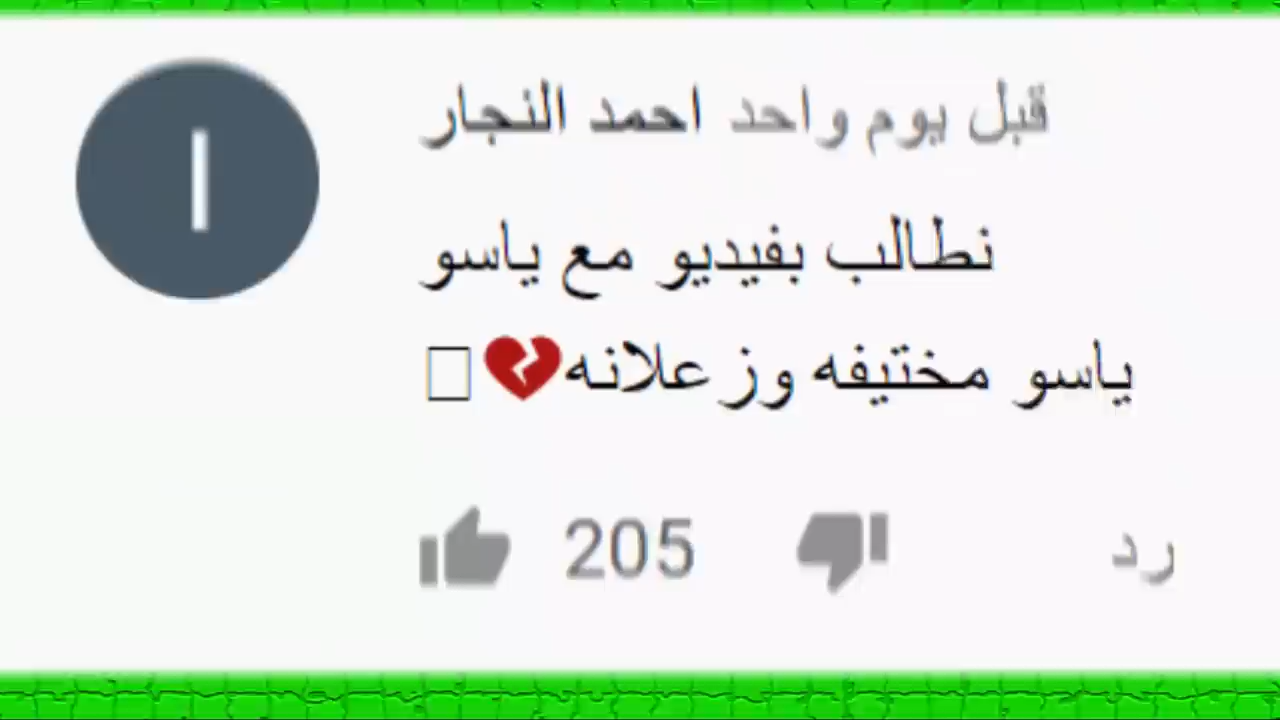 ا
احمد النجار قبل يوم واحد
نطالب بفيديو مع ياسو
ياسو مختيفه وزعلانه💔
205
رد